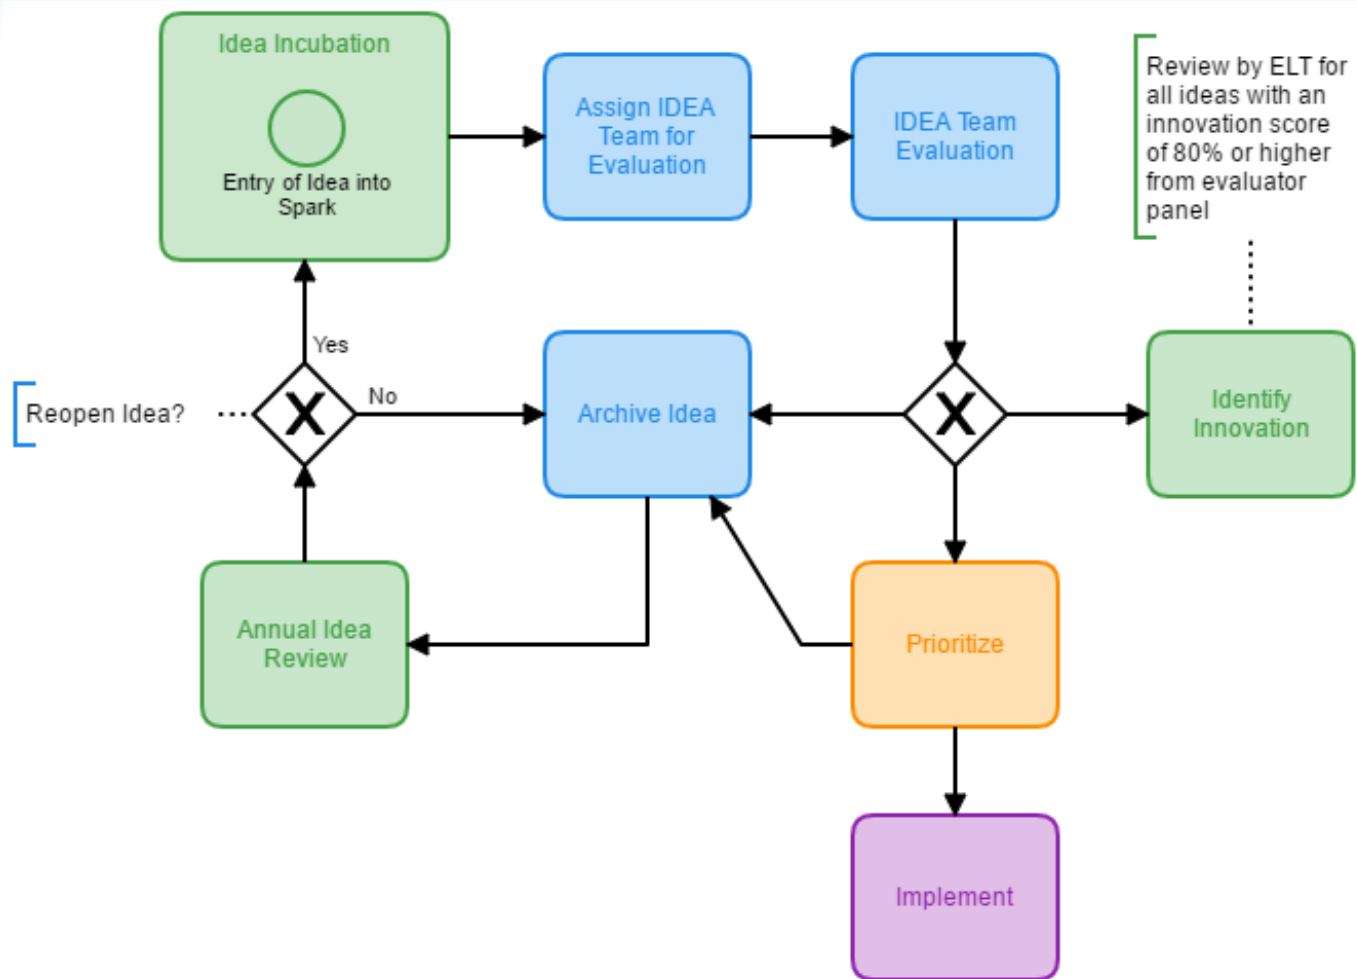 Idea Incubation
Entry of Idea into
Spark
Assign IDEA
Team for
Evaluation
IDEA Team
Evaluation
Review by ELT for
all ideas with an
innovation score
of 80% or higher
from evaluator
panel
Yes
Reopen Idea?
No
Archive Idea
Identify
Innovation
Annual Idea
Review
Prioritize
Implement